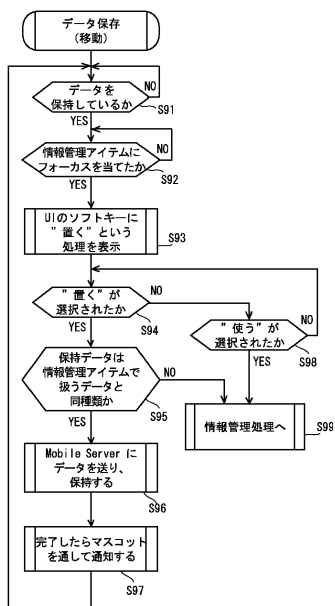 データ保存
(移動)
データを
保持しているか
NO
S91
YES
情報管理アイテムに
フォーカスを当てたか
NO
S92
YES
UIのソフトキーに
"置く"という
処理を表示
S93
"置く"が
選択されたか
NO
S94
YES
"使う"が
選択されたか
NO
S98
YES
保持データは
情報管理アイテムで
扱うデータと
同種類か
NO
S95
YES
情報管理処理へ
S99
Mobile Serverに
データを送り、
保持する
S96
完了したらマスコット
を通して通知する
S97